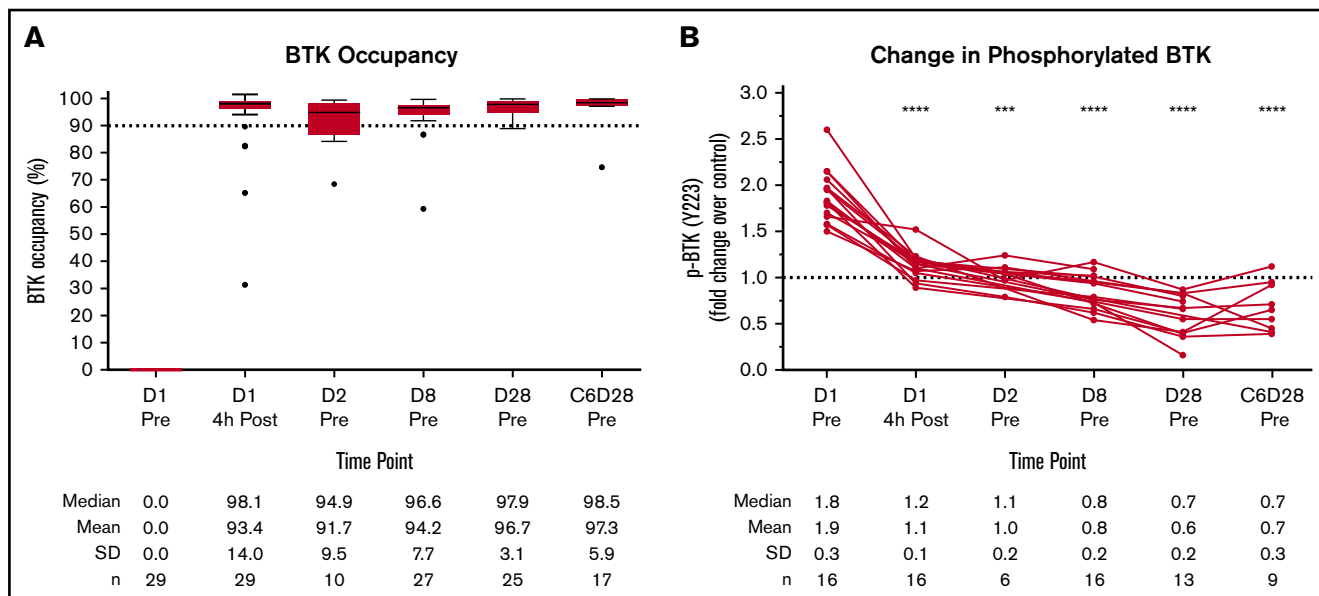 A
BTK Occupancy
BTK occupancy (%)
100
90
80
70
60
50
40
30
20
10
0
D1 D1 D2 D8 D28 C6D28
Pre 4h Post Pre Pre Pre Pre
Time Point
Median 0.0 98.1 94.9 96.6 97.9 98.5
Mean 0.0 93.4 91.7 94.2 96.7 97.3
SD 0.0 14.0 9.5 7.7 3.1 5.9
n 29 29 10 27 25 17
B
Change in Phosphorylated BTK
p-BTK (Y223)
(fold change over control)
3.0
2.5
2.0
1.5
1.0
0.5
0.0
**** *** **** **** ****
D1 D1 D2 D8 D28 C6D28
Pre 4h Post Pre Pre Pre Pre
Time Point
Median 1.8 1.2 1.1 0.8 0.7 0.7
Mean 1.9 1.1 1.0 0.8 0.6 0.7
SD 0.3 0.1 0.2 0.2 0.2 0.3
n 16 16 6 16 13 9